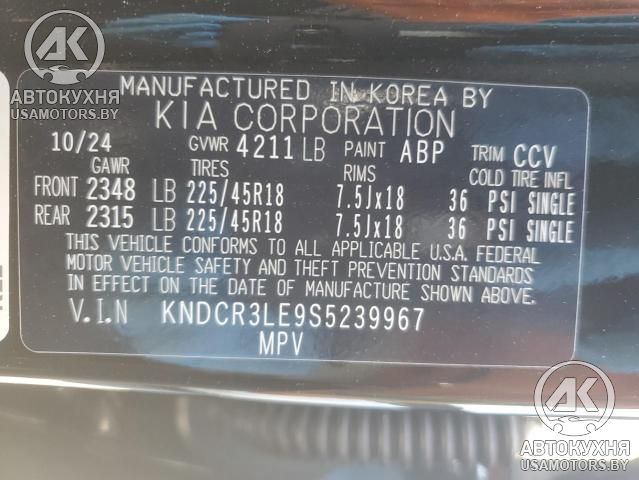 AK
АВТОКУХНЯ
USAMOTORS.BY
MANUFACTURED IN KOREA BY
KIA CORPORATION
10/24 GVWR 4211 LB PAINT ABP TRIM CCV
GAWR TIRES RIMS COLD TIRE INFL
FRONT 2348 LB 225/45R18 7.5Jx18 36 PSI SINGLE
REAR 2315 LB 225/45R18 7.5Jx18 36 PSI SINGLE
THIS VEHICLE CONFORMS TO ALL APPLICABLE U.S.A. FEDERAL
MOTOR VEHICLE SAFETY AND THEFT PREVENTION STANDARDS
IN EFFECT ON THE DATE OF MANUFACTURE SHOWN ABOVE.
V.I.N KNDCR3LE9S5239967
MPV
AK
АВТОКУХНЯ
USAMOTORS.BY